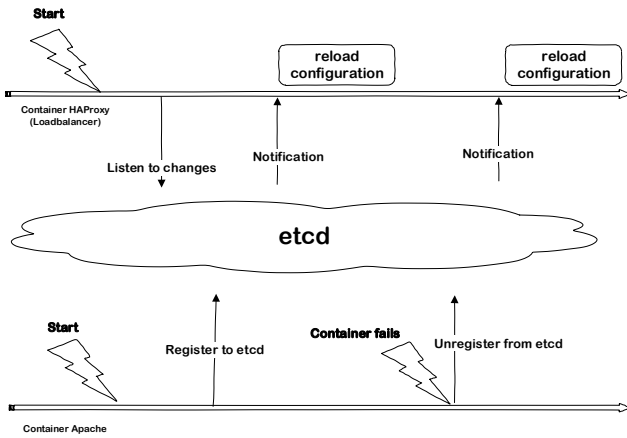 Start
reload
configuration
reload
configuration
Container HAProxy
(Loadbalancer)
Listen to changes
Notification
Notification
etcd
Start
Container fails
Register to etcd
Unregister from etcd
Container Apache